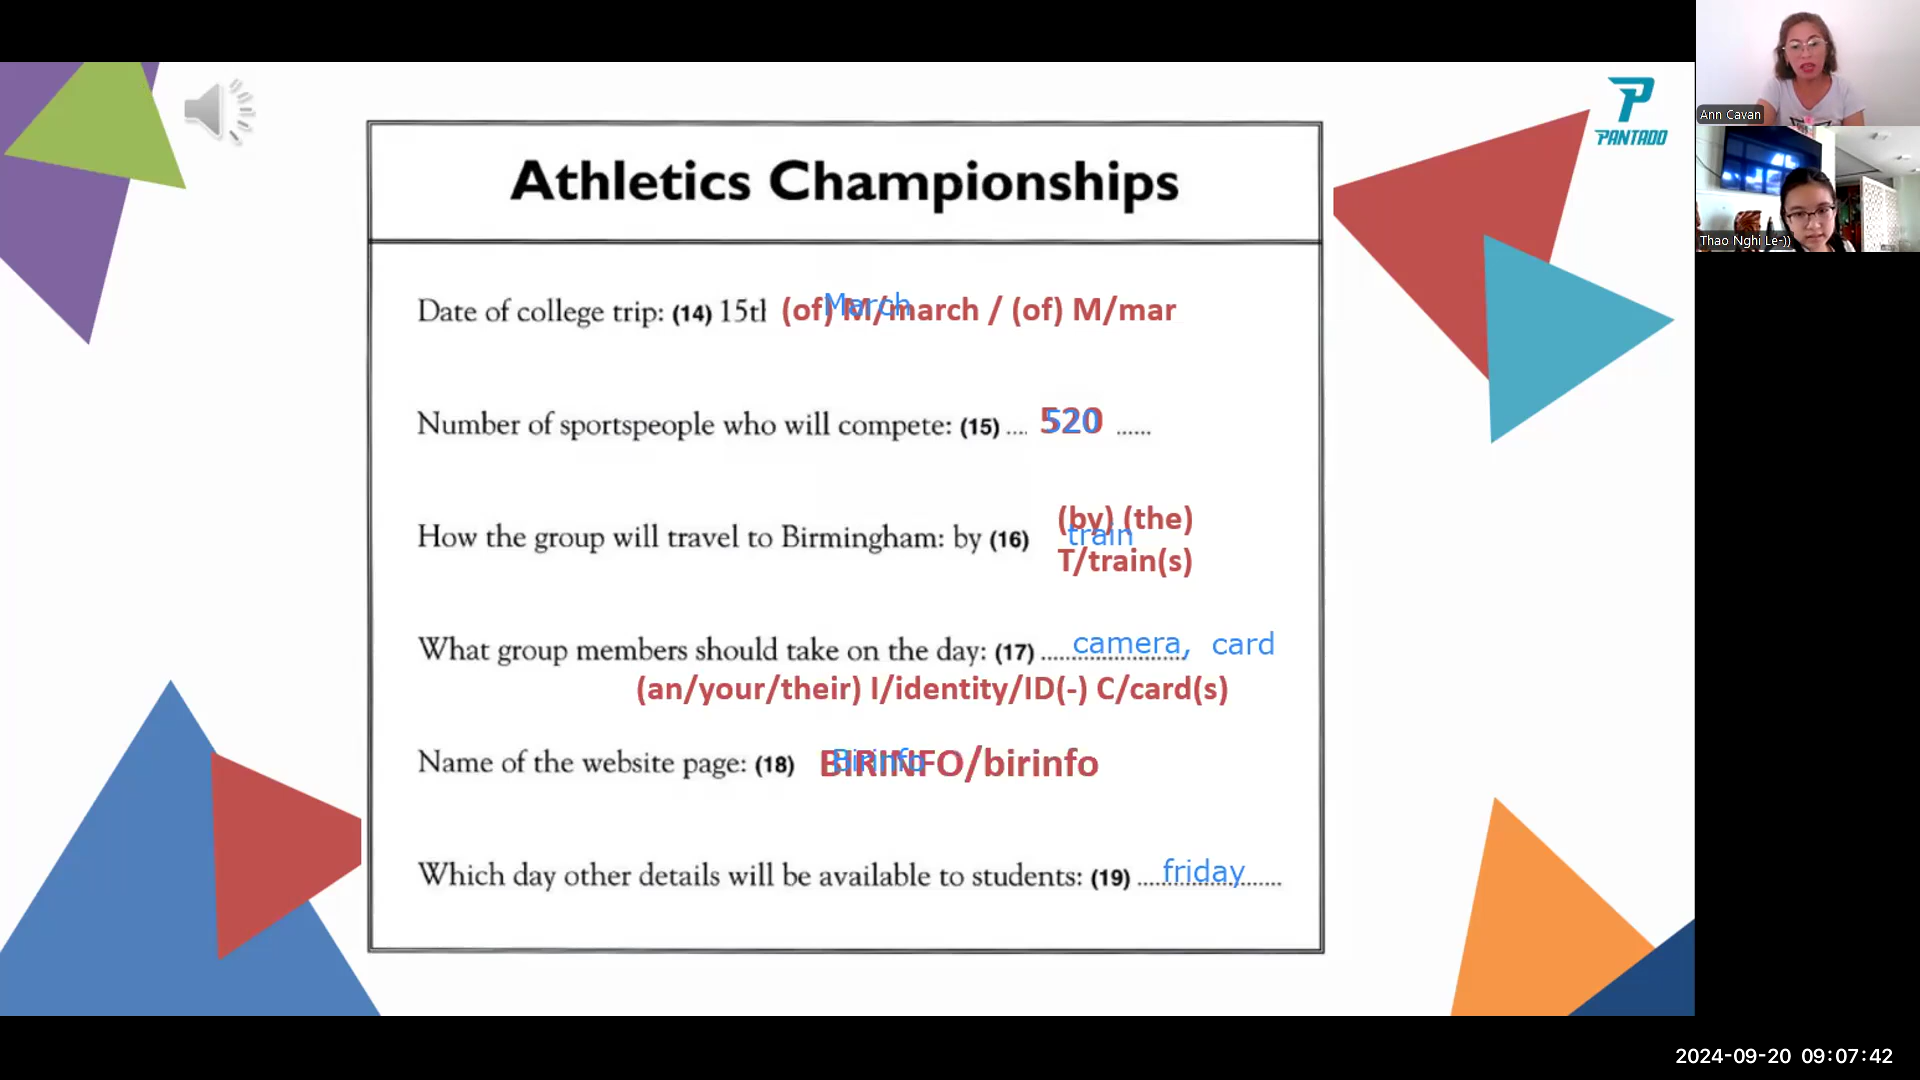 PANTADO
Ann Cavan
Thao Nghi Le-))
Athletics Championships
Date of college trip: (14) 15th March (of) M/march / (of) M/mar
Number of sportspeople who will compete: (15) .... 520 ......
(by) (the)
How the group will travel to Birmingham: by (16) train
T/train(s)
What group members should take on the day: (17) ........................ camera, card
(an/your/their) I/identity/ID(-) C/card(s)
Name of the website page: (18) Birinfo BIRINFO/birinfo
Which day other details will be available to students: (19) ........................ friday
2024-09-20 09:07:42